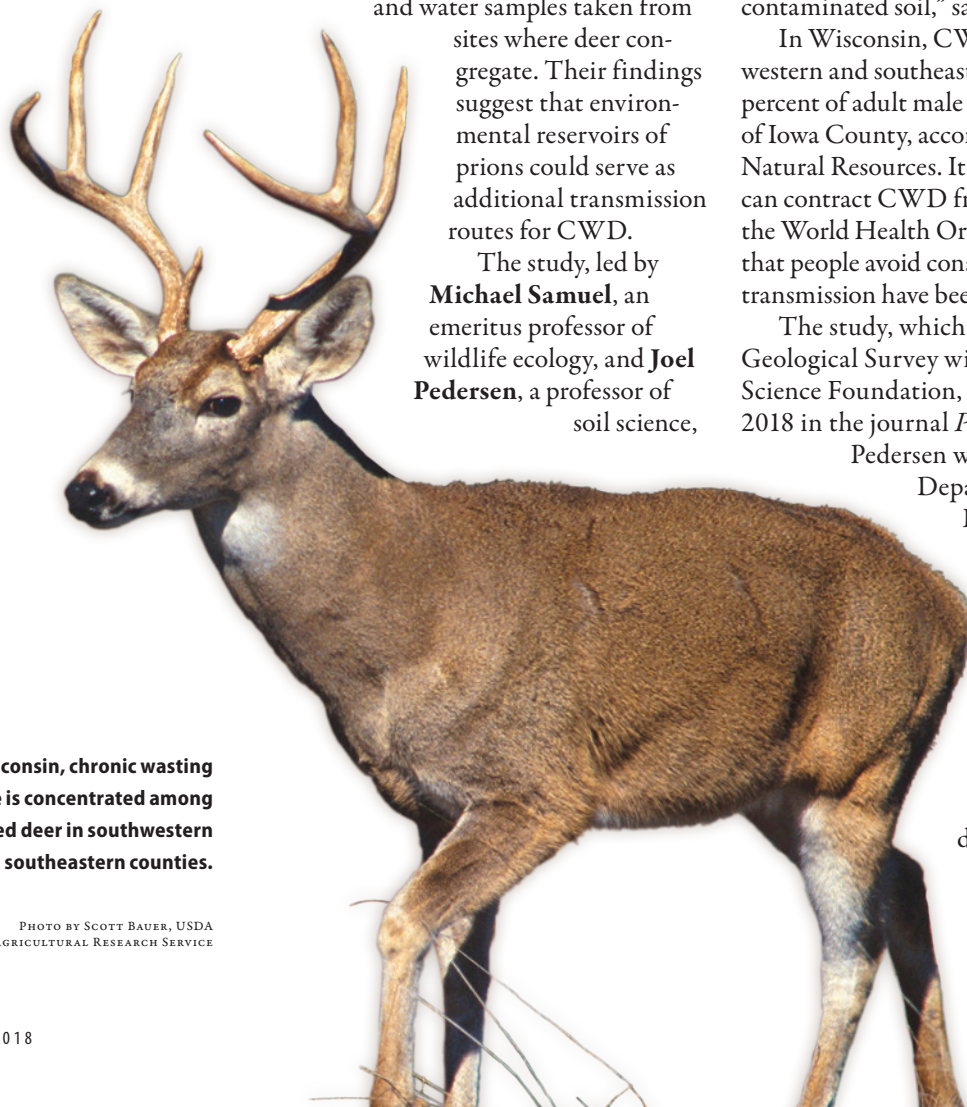 and water samples taken from
sites where deer con-
gregate. Their findings
suggest that environ-
mental reservoirs of
prions could serve as
additional transmission
routes for CWD.
The study, led by
Michael Samuel, an
emeritus professor of
wildlife ecology, and Joel
Pedersen, a professor of
soil science,
contaminated soil,” sa
In Wisconsin, CW
western and southeast
percent of adult male
of Iowa County, accor
Natural Resources. It
can contract CWD fr
the World Health Or
that people avoid cons
transmission have bee
The study, which
Geological Survey wi
Science Foundation,
2018 in the journal P
Pedersen w
Depa
d
consin, chronic wasting
e is concentrated among
ed deer in southwestern
southeastern counties.
Photo by Scott Bauer, USDA
Agricultural Research Service
018